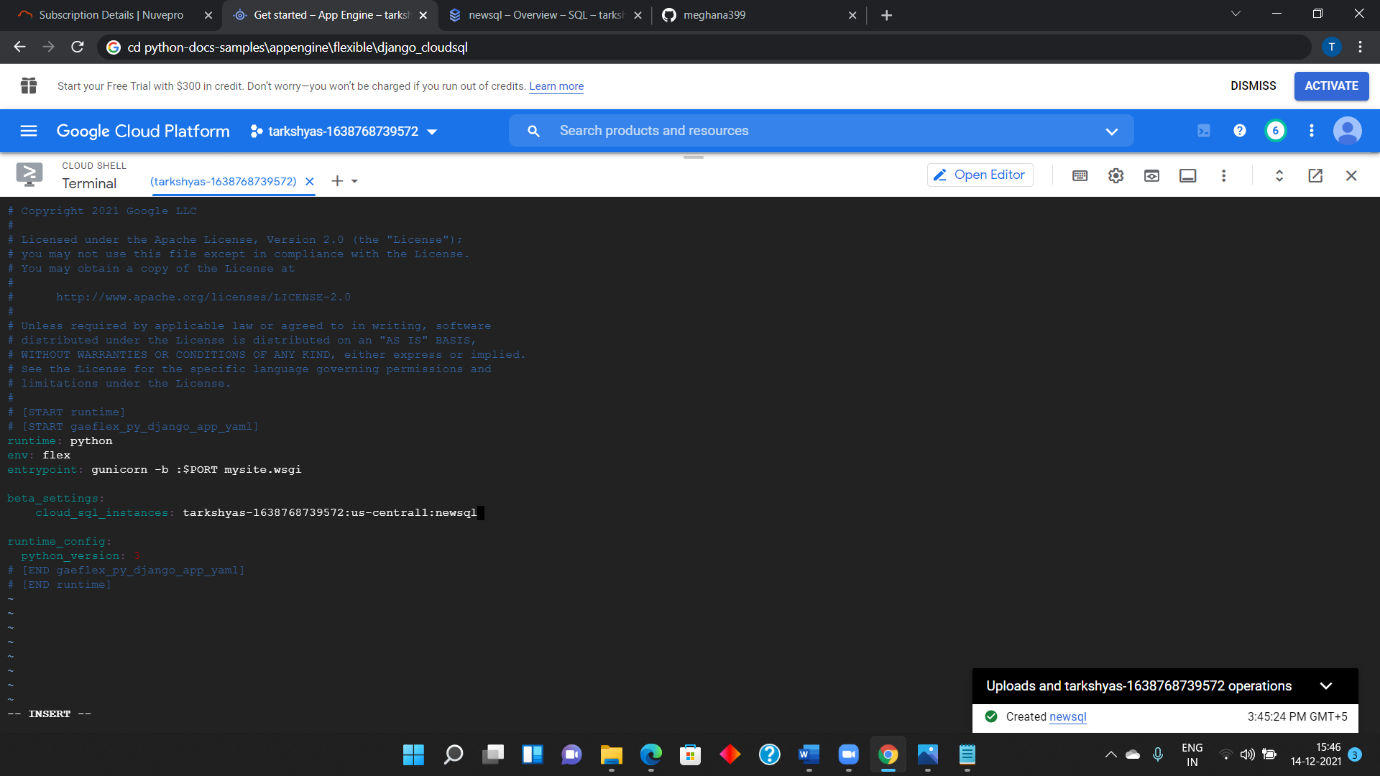 Subscription Details | Nuvepro
Get started – App Engine – tarksh
newsql – Overview – SQL – tarksh
meghana399
cd python-docs-samples\appengine\flexible\django_cloudsql
T
Start your Free Trial with $300 in credit. Don't worry—you won't be charged if you run out of credits. Learn more
DISMISS
ACTIVATE
Google Cloud Platform
tarkshyas-1638768739572
Search products and resources
6
CLOUD SHELL
Terminal
(tarkshyas-1638768739572)
Open Editor
# Copyright 2021 Google LLC
#
# Licensed under the Apache License, Version 2.0 (the "License");
# you may not use this file except in compliance with the License.
# You may obtain a copy of the License at
#
#      http://www.apache.org/licenses/LICENSE-2.0
#
# Unless required by applicable law or agreed to in writing, software
# distributed under the License is distributed on an "AS IS" BASIS,
# WITHOUT WARRANTIES OR CONDITIONS OF ANY KIND, either express or implied.
# See the License for the specific language governing permissions and
# limitations under the License.
#
# [START runtime]
# [START gaeflex_py_django_app_yaml]
runtime: python
env: flex
entrypoint: gunicorn -b :$PORT mysite.wsgi
beta_settings:
    cloud_sql_instances: tarkshyas-1638768739572:us-central1:newsql
runtime_config:
  python_version: 3
# [END gaeflex_py_django_app_yaml]
# [END runtime]
~
~
~
~
~
~
~
~
-- INSERT --
Uploads and tarkshyas-1638768739572 operations
Created newsql
3:45:24 PM GMT+5
ENG
IN
15:46
14-12-2021
3